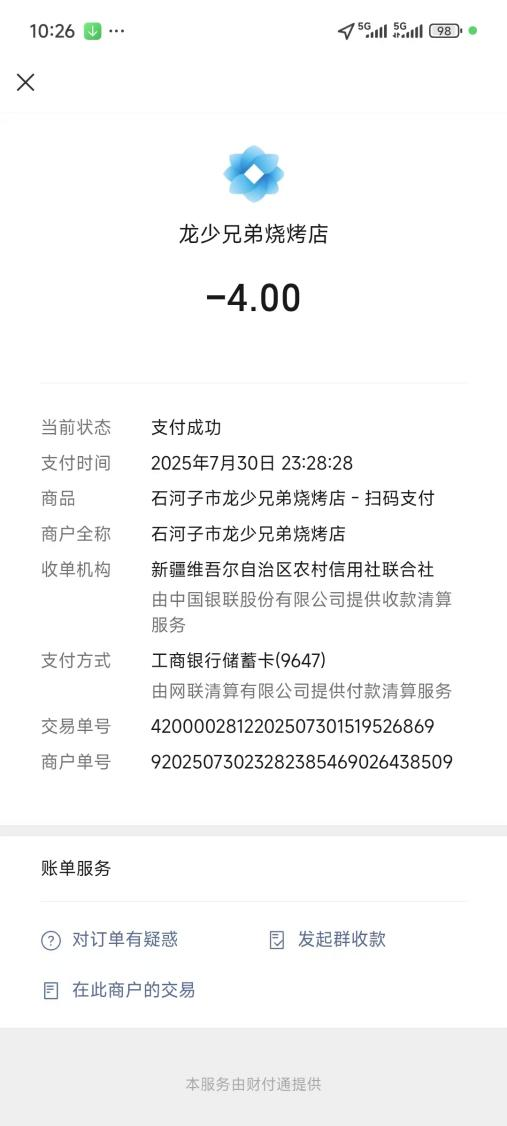 10:26
5G 5G 98
龙少兄弟烧烤店
-4.00
当前状态 支付成功
支付时间 2025年7月30日 23:28:28
商品 石河子市龙少兄弟烧烤店 - 扫码支付
商户全称 石河子市龙少兄弟烧烤店
收单机构 新疆维吾尔自治区农村信用社联合社
由中国银联股份有限公司提供收款清算
服务
支付方式 工商银行储蓄卡(9647)
由网联清算有限公司提供付款清算服务
交易单号 4200002812202507301519526869
商户单号 92025073023282385469026438509
账单服务
对订单有疑惑 发起群收款
在此商户的交易
本服务由财付通提供